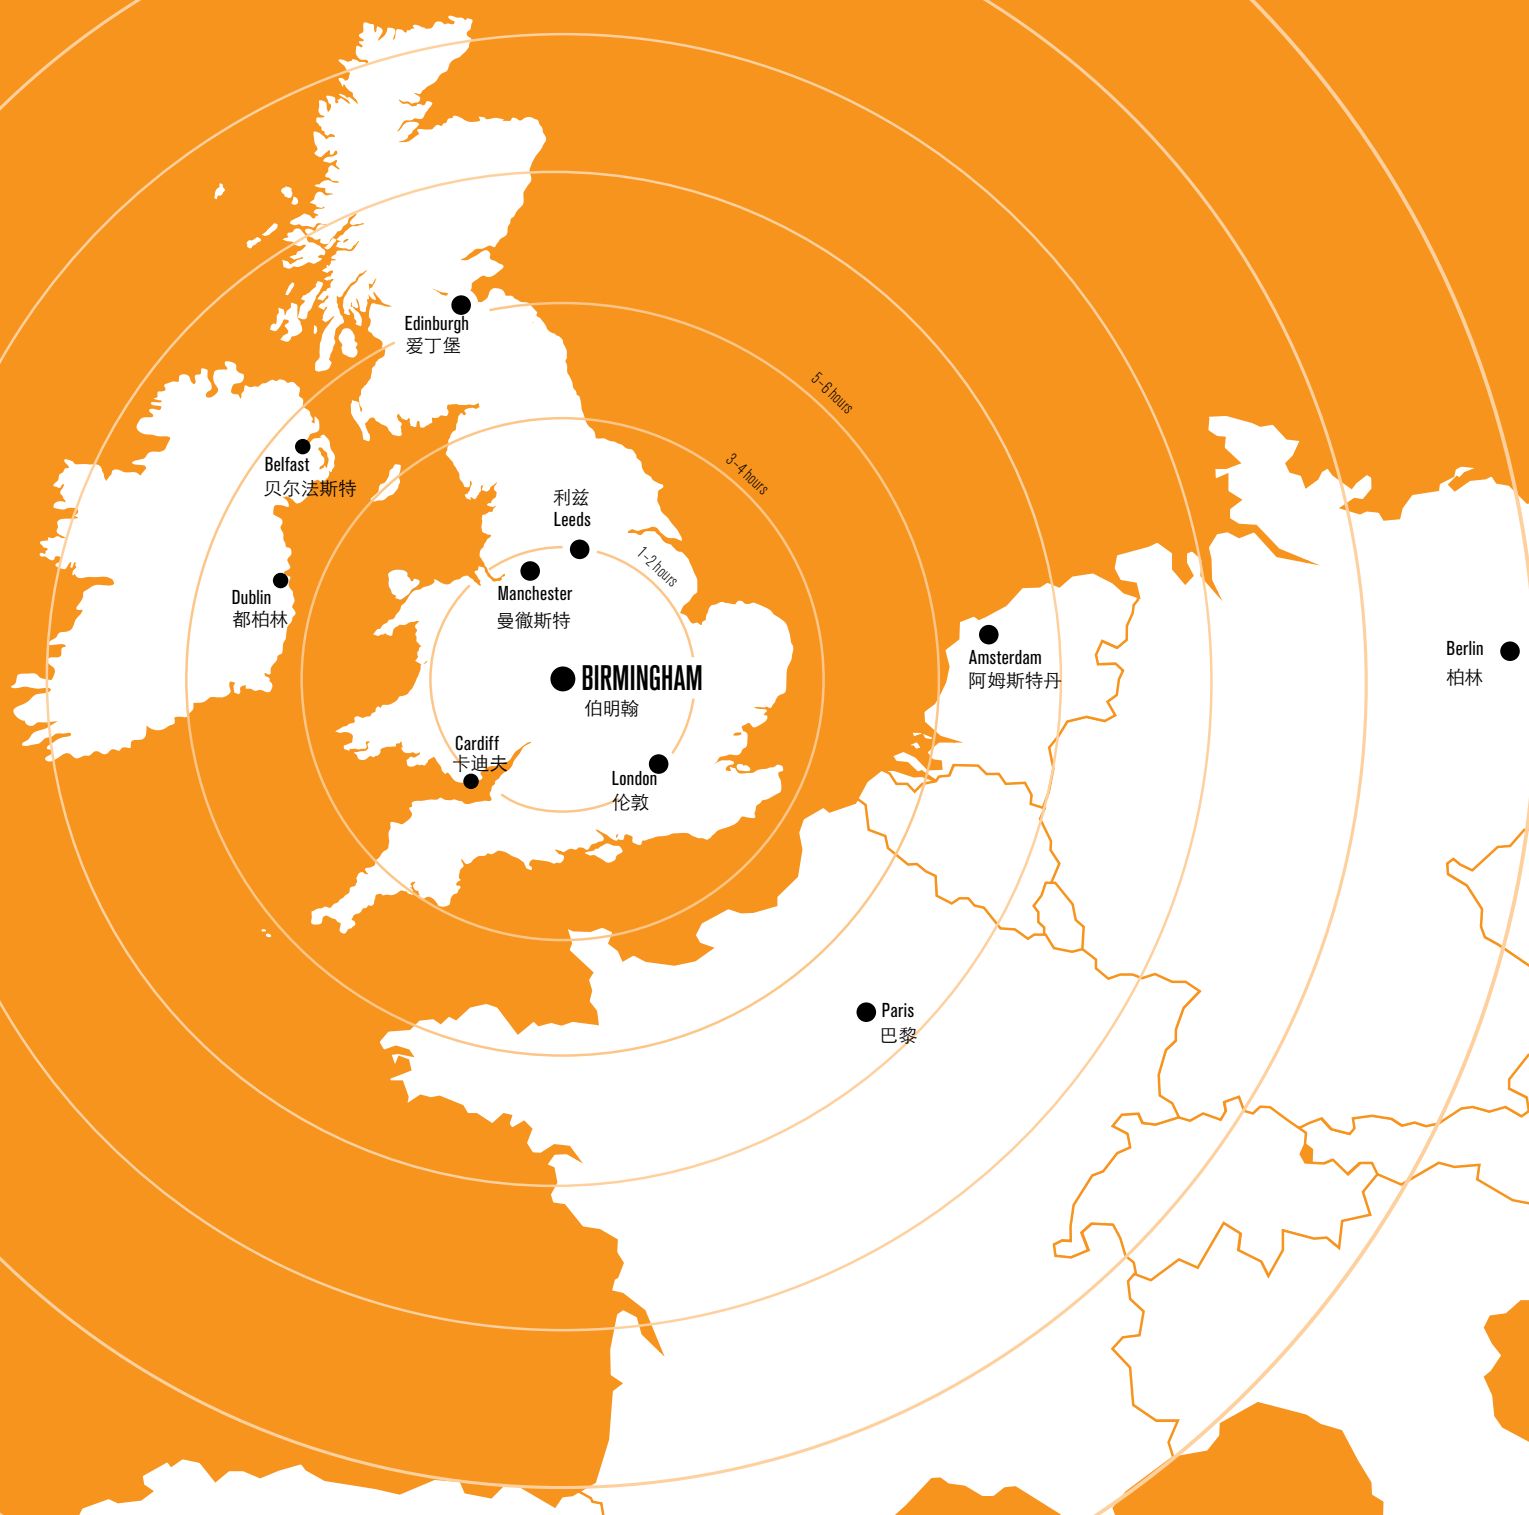 Edinburgh
爱丁堡
5–6 hours
Belfast
贝尔法斯特
3–4 hours
利兹
Leeds
1–2 hours
Dublin
都柏林
Manchester
曼徹斯特
Amsterdam
阿姆斯特丹
Berlin
柏林
BIRMINGHAM
伯明翰
Cardiff
卡迪夫
London
伦敦
Paris
巴黎